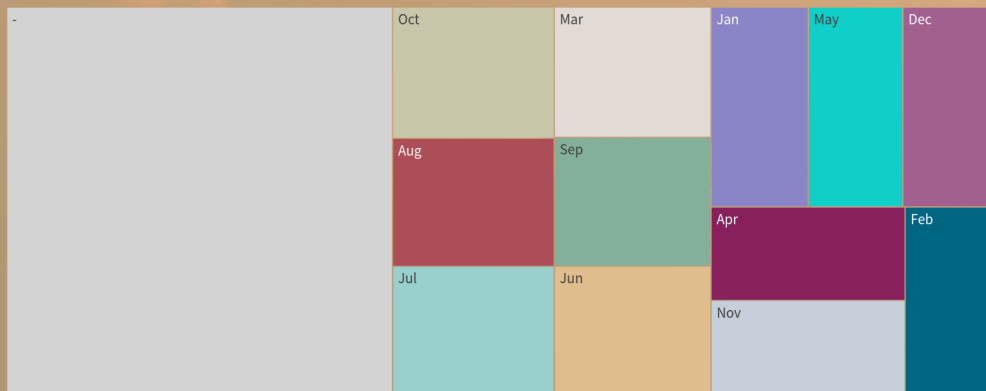 -
Oct
Mar
Jan
May
Dec
Aug
Sep
Apr
Feb
Jul
Jun
Nov